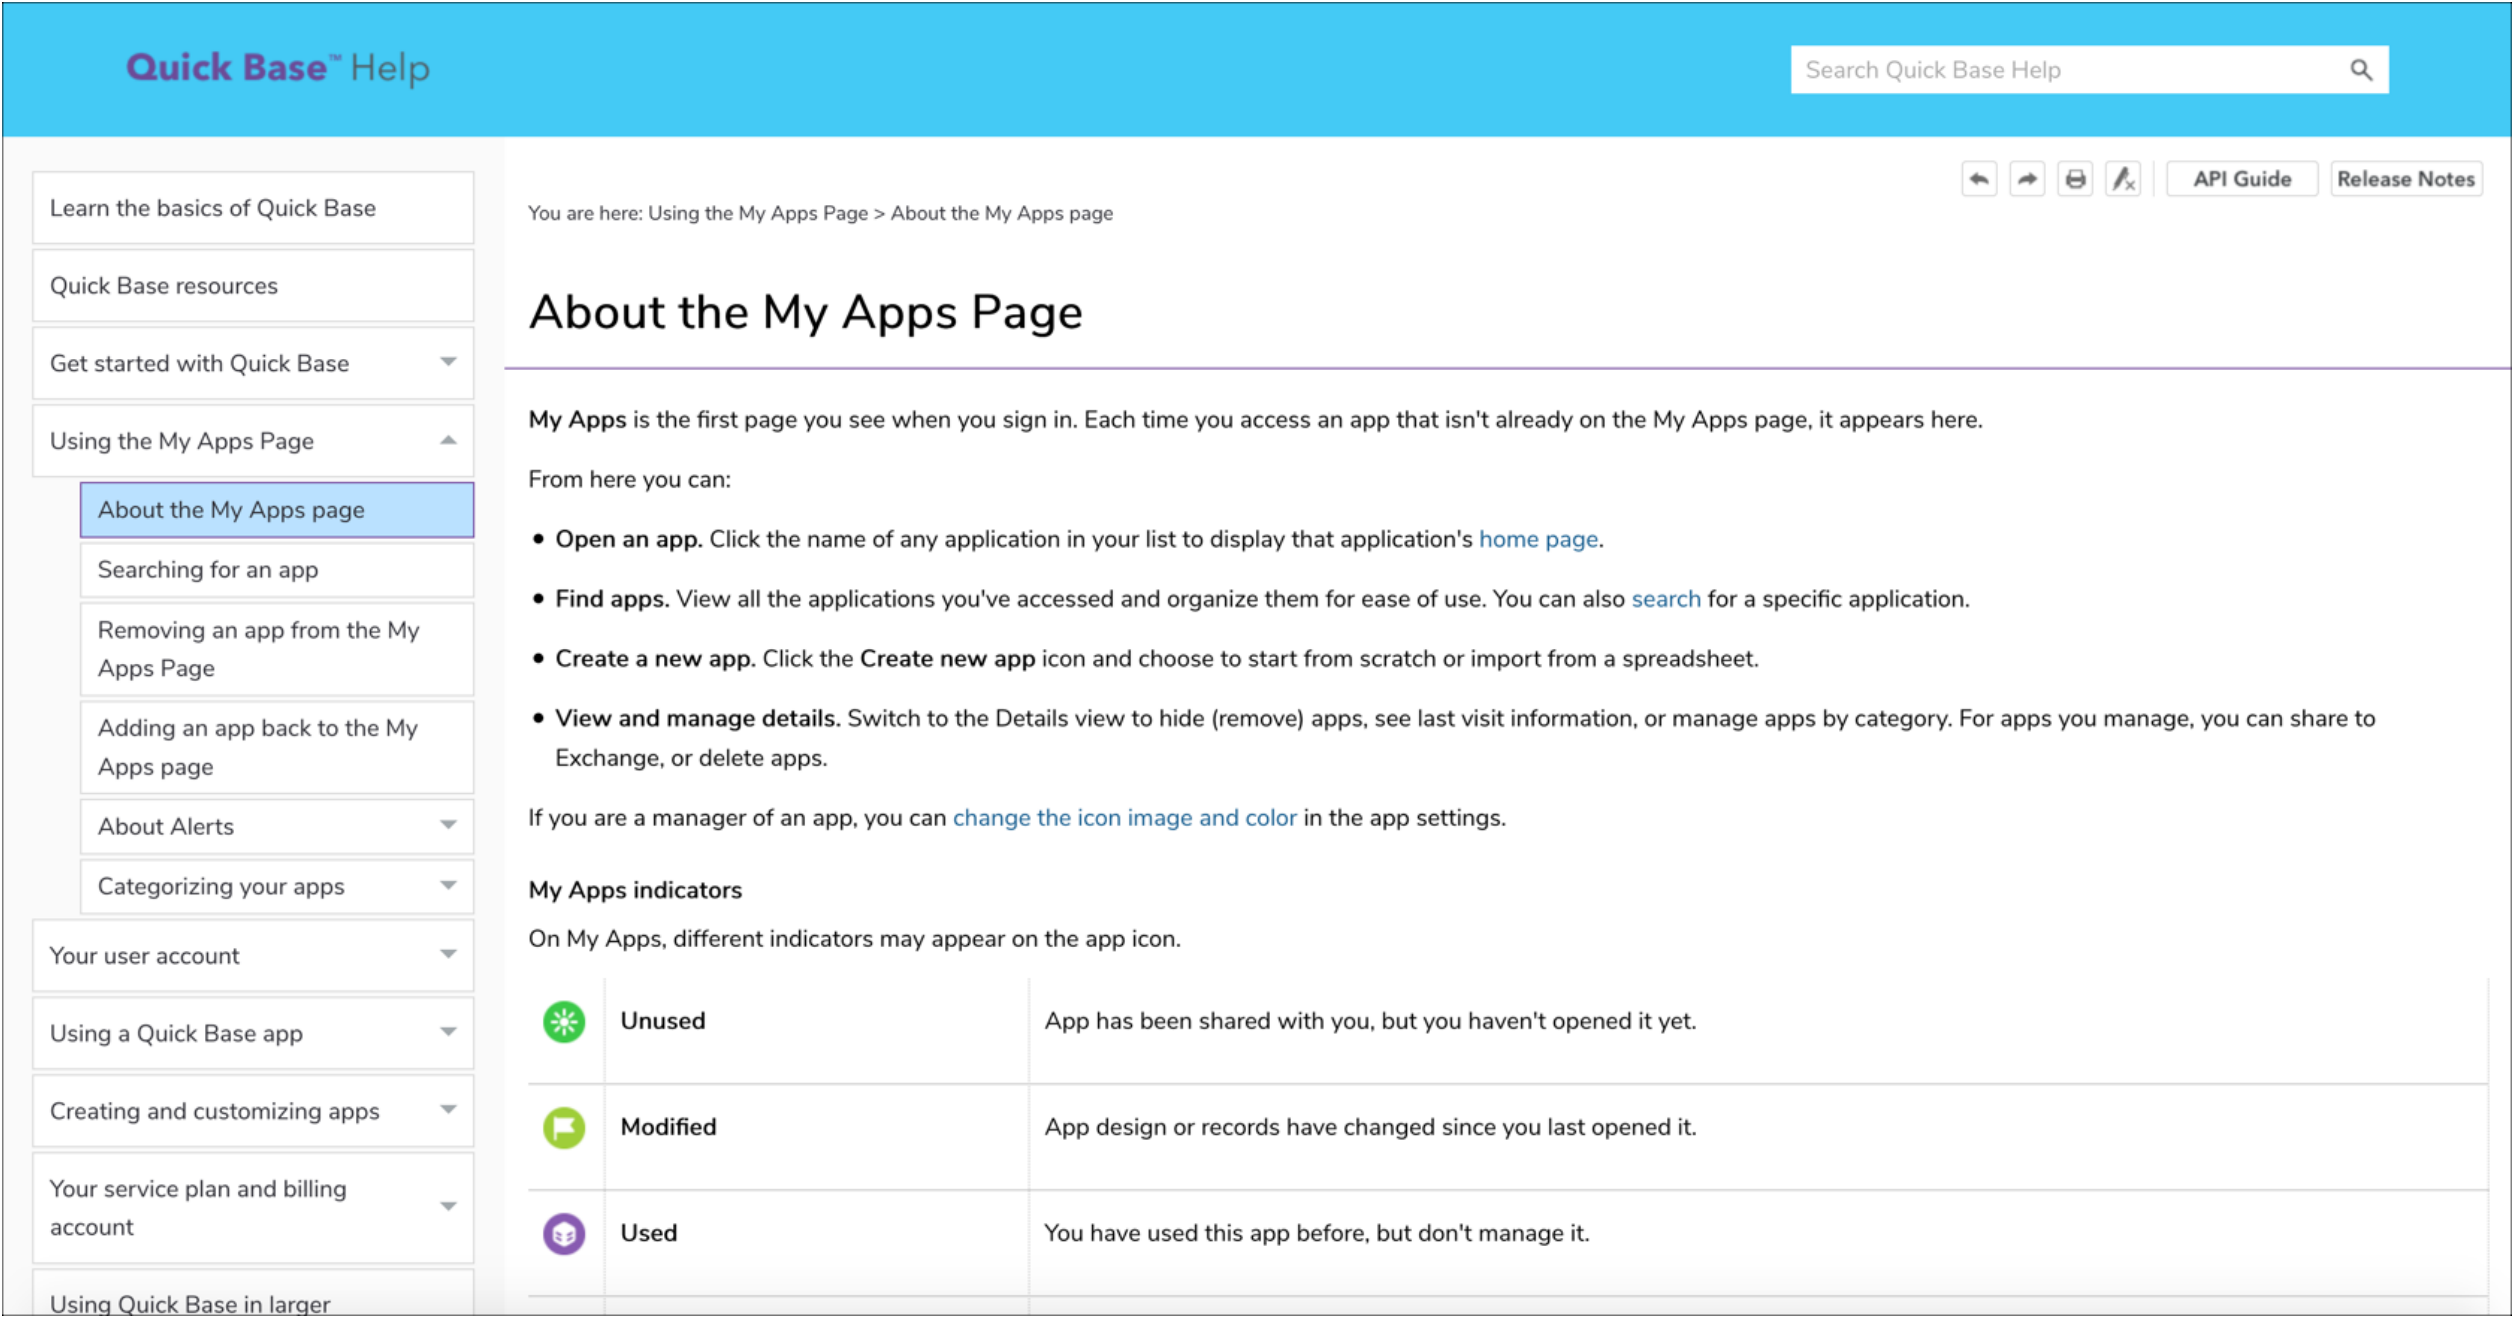 Quick Base™ Help
Search Quick Base Help
Learn the basics of Quick Base
Quick Base resources
Get started with Quick Base
Using the My Apps Page
About the My Apps page
Searching for an app
Removing an app from the My
Apps Page
Adding an app back to the My
Apps page
About Alerts
Categorizing your apps
Your user account
Using a Quick Base app
Creating and customizing apps
Your service plan and billing
account
Using Quick Base in larger
API Guide
Release Notes
You are here: Using the My Apps Page > About the My Apps page
About the My Apps Page
My Apps is the first page you see when you sign in. Each time you access an app that isn't already on the My Apps page, it appears here.
From here you can:
• Open an app. Click the name of any application in your list to display that application's home page.
• Find apps. View all the applications you've accessed and organize them for ease of use. You can also search for a specific application.
• Create a new app. Click the Create new app icon and choose to start from scratch or import from a spreadsheet.
• View and manage details. Switch to the Details view to hide (remove) apps, see last visit information, or manage apps by category. For apps you manage, you can share to
Exchange, or delete apps.
If you are a manager of an app, you can change the icon image and color in the app settings.
My Apps indicators
On My Apps, different indicators may appear on the app icon.
Unused App has been shared with you, but you haven't opened it yet.
Modified App design or records have changed since you last opened it.
Used You have used this app before, but don't manage it.